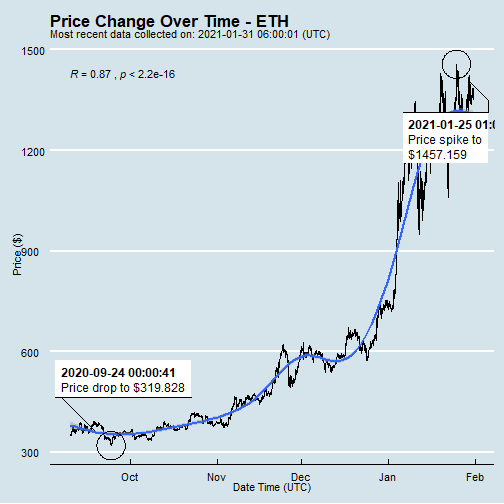 Price Change Over Time - ETH
Most recent data collected on: 2021-01-31 06:00:01 (UTC)
R = 0.87 , p < 2.2e-16
1500
1200
900
600
300
Price ($)
2021-01-25 01:0
Price spike to
$1457.159
2020-09-24 00:00:41
Price drop to $319.828
Oct
Nov
Dec
Jan
Feb
Date Time (UTC)